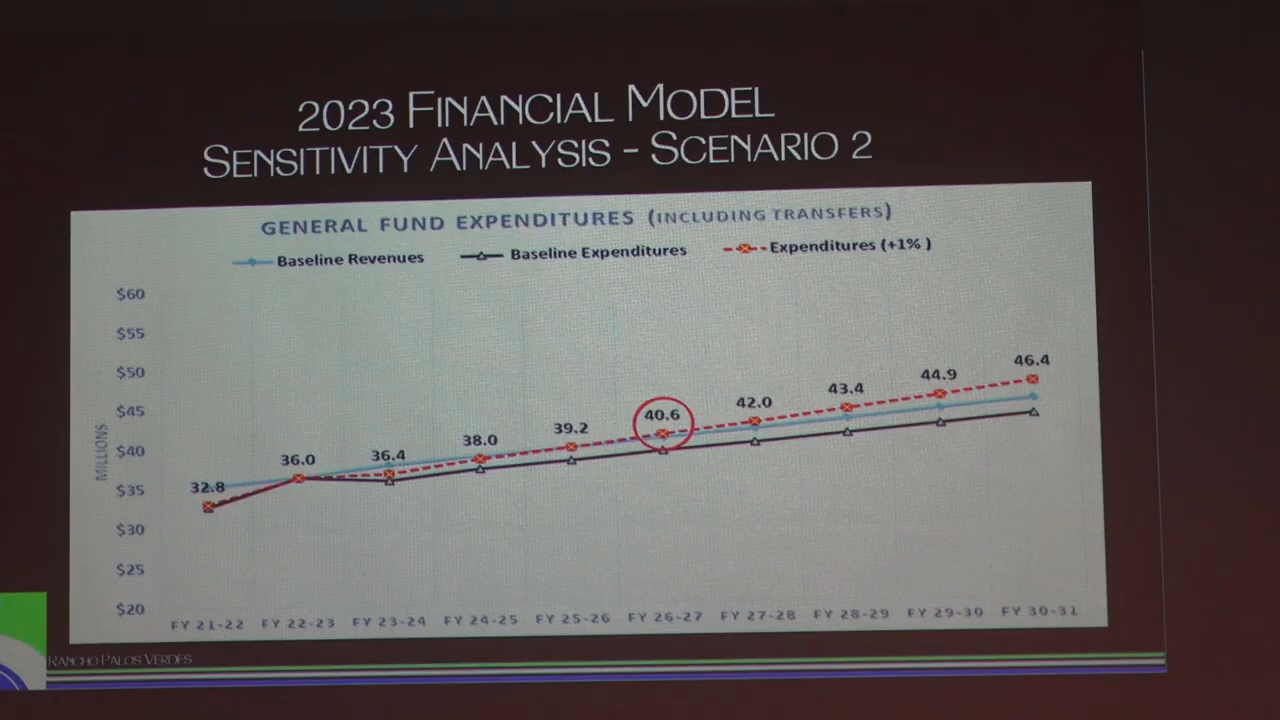 2023 FINANCIAL MODEL
SENSITIVITY ANALYSIS - SCENARIO 2
GENERAL FUND EXPENDITURES (INCLUDING TRANSFERS)
Baseline Revenues Baseline Expenditures Expenditures (+1% )
$60
$55
$50
$45
$40
$35
$30
$25
$20
MILLIONS
32.8 36.0 36.4 38.0 39.2 40.6 42.0 43.4 44.9 46.4
FY 21-22 FY 22-23 FY 23-24 FY 24-25 FY 25-26 FY 26-27 FY 27-28 FY 28-29 FY 29-30 FY 30-31
RANCHO PALOS VERDES